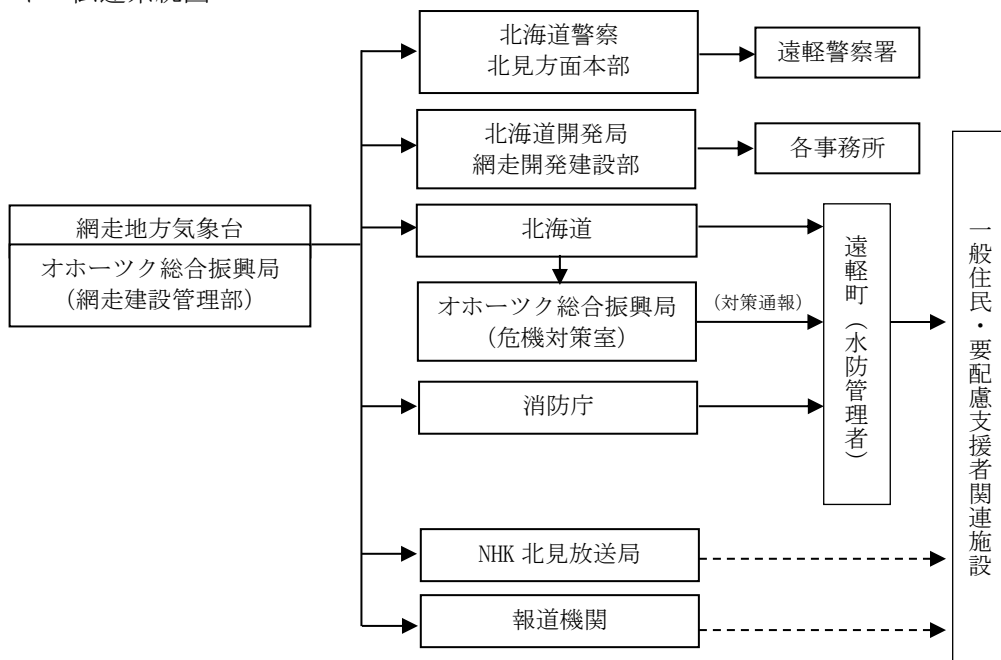 北海道警察
北見方面本部
遠軽警察署
北海道開発局
網走開発建設部
各事務所
網走地方気象台
オホーツク総合振興局
（網走建設管理部）
北海道
オホーツク総合振興局
（危機対策室）
（対策通報）
消防庁
遠軽町（水防管理者）
NHK 北見放送局
報道機関
一般住民・要配慮支援者関連施設